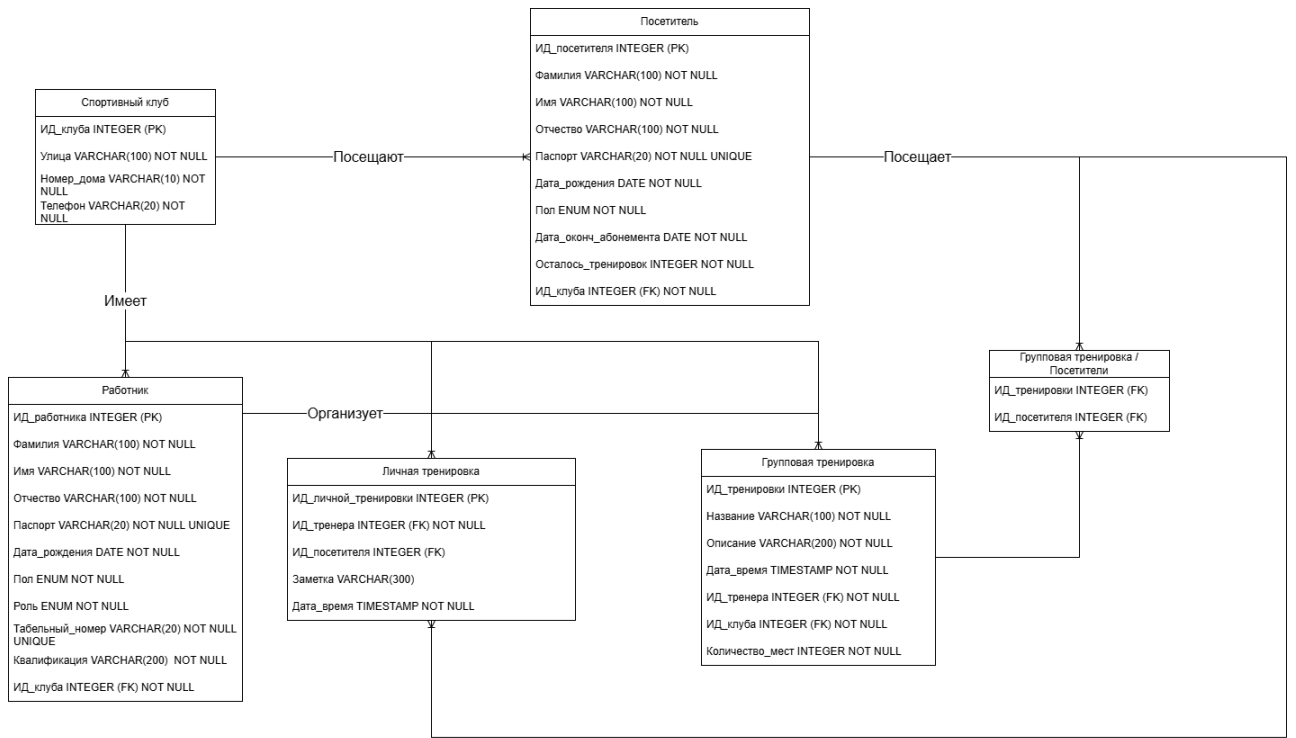 Посетитель
ИД_посетителя INTEGER (PK)
Фамилия VARCHAR(100) NOT NULL
Имя VARCHAR(100) NOT NULL
Отчество VARCHAR(100) NOT NULL
Паспорт VARCHAR(20) NOT NULL UNIQUE
Дата_рождения DATE NOT NULL
Пол ENUM NOT NULL
Дата_оконч_абонемента DATE NOT NULL
Осталось_тренировок INTEGER NOT NULL
ИД_клуба INTEGER (FK) NOT NULL
Спортивный клуб
ИД_клуба INTEGER (PK)
Улица VARCHAR(100) NOT NULL
Номер_дома VARCHAR(10) NOT
NULL
Телефон VARCHAR(20) NOT
NULL
Посещают
Посещает
Имеет
Групповая тренировка /
Посетители
ИД_тренировки INTEGER (FK)
ИД_посетителя INTEGER (FK)
Работник
ИД_работника INTEGER (PK)
Фамилия VARCHAR(100) NOT NULL
Имя VARCHAR(100) NOT NULL
Отчество VARCHAR(100) NOT NULL
Паспорт VARCHAR(20) NOT NULL UNIQUE
Дата_рождения DATE NOT NULL
Пол ENUM NOT NULL
Роль ENUM NOT NULL
Табельный_номер VARCHAR(20) NOT NULL
UNIQUE
Квалификация VARCHAR(200) NOT NULL
ИД_клуба INTEGER (FK) NOT NULL
Организует
Личная тренировка
ИД_личной_тренировки INTEGER (PK)
ИД_тренера INTEGER (FK) NOT NULL
ИД_посетителя INTEGER (FK)
Заметка VARCHAR(300)
Дата_время TIMESTAMP NOT NULL
Групповая тренировка
ИД_тренировки INTEGER (PK)
Название VARCHAR(100) NOT NULL
Описание VARCHAR(200) NOT NULL
Дата_время TIMESTAMP NOT NULL
ИД_тренера INTEGER (FK) NOT NULL
ИД_клуба INTEGER (FK) NOT NULL
Количество_мест INTEGER NOT NULL